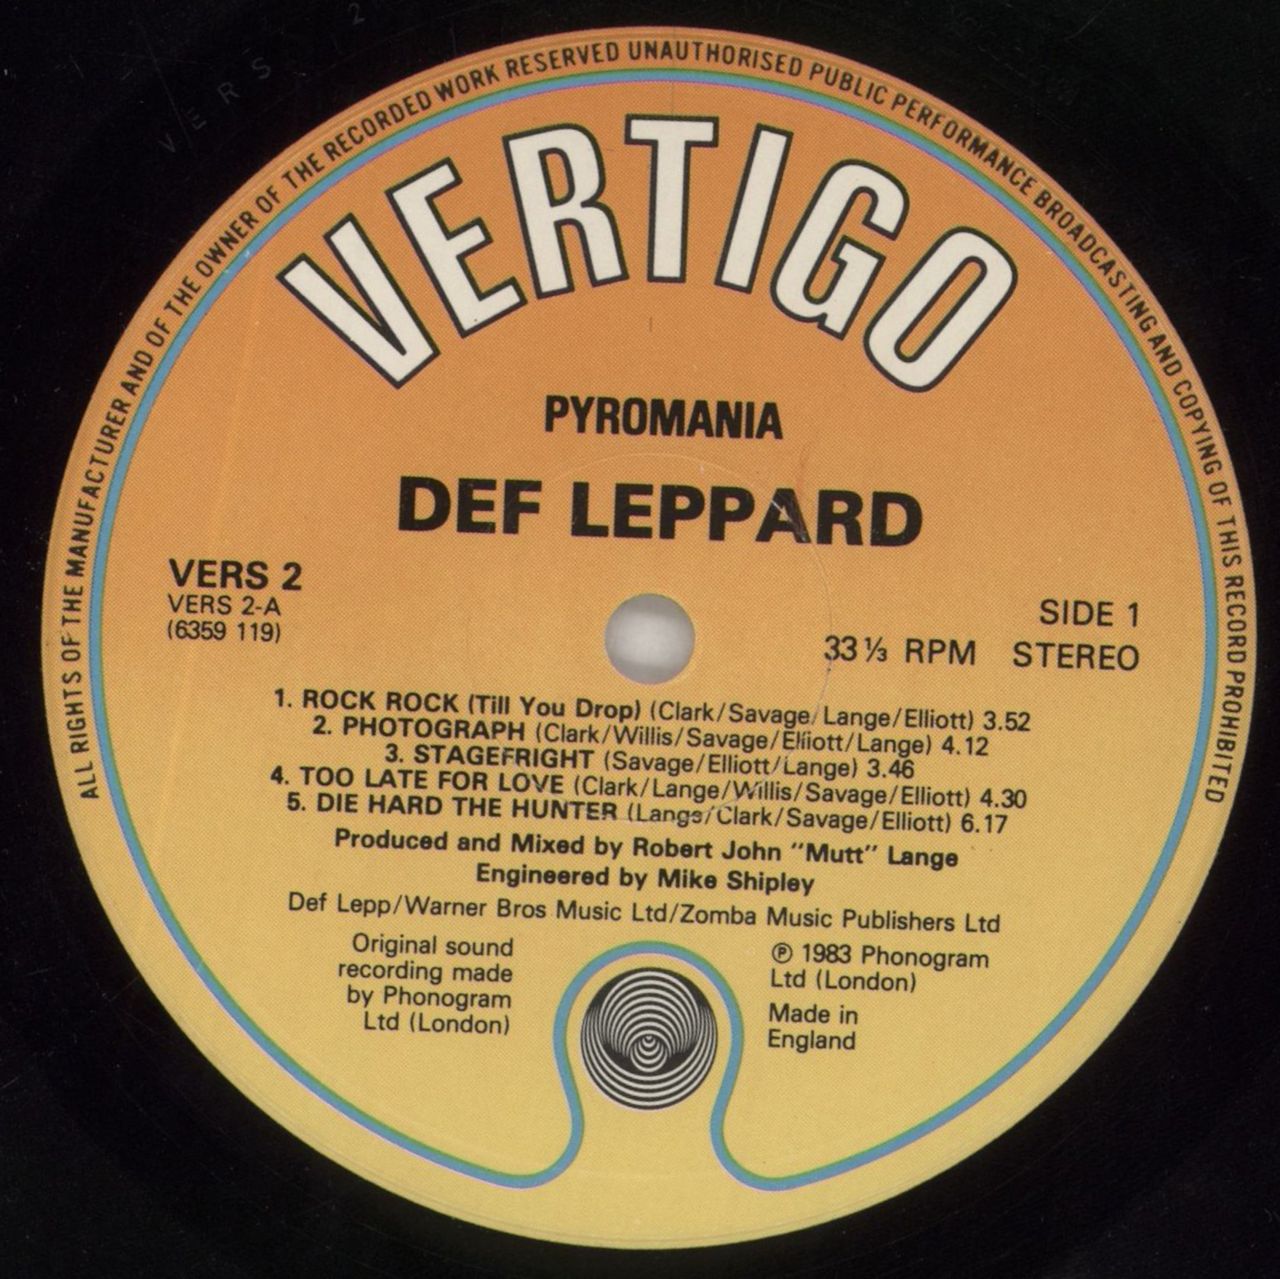 VERS 2
ALL RIGHTS OF THE MANUFACTURER AND OF THE OWNER OF THE RECORDED WORK RESERVED UNAUTHORISED PUBLIC PERFORMANCE BROADCASTING AND COPYING OF THIS RECORD PROHIBITED
VERTIGO
PYROMANIA
DEF LEPPARD
VERS 2
VERS 2-A
(6359 119)
SIDE 1
33⅓ RPM STEREO
1. ROCK ROCK (Till You Drop) (Clark/Savage/Lange/Elliott) 3.52
2. PHOTOGRAPH (Clark/Willis/Savage/Elliott/Lange) 4.12
3. STAGEFRIGHT (Savage/Elliott/Lange) 3.46
4. TOO LATE FOR LOVE (Clark/Lange/Willis/Savage/Elliott) 4.30
5. DIE HARD THE HUNTER (Lange/Clark/Savage/Elliott) 6.17
Produced and Mixed by Robert John "Mutt" Lange
Engineered by Mike Shipley
Def Lepp/Warner Bros Music Ltd/Zomba Music Publishers Ltd
Original sound
recording made
by Phonogram
Ltd (London)
℗ 1983 Phonogram
Ltd (London)
Made in
England